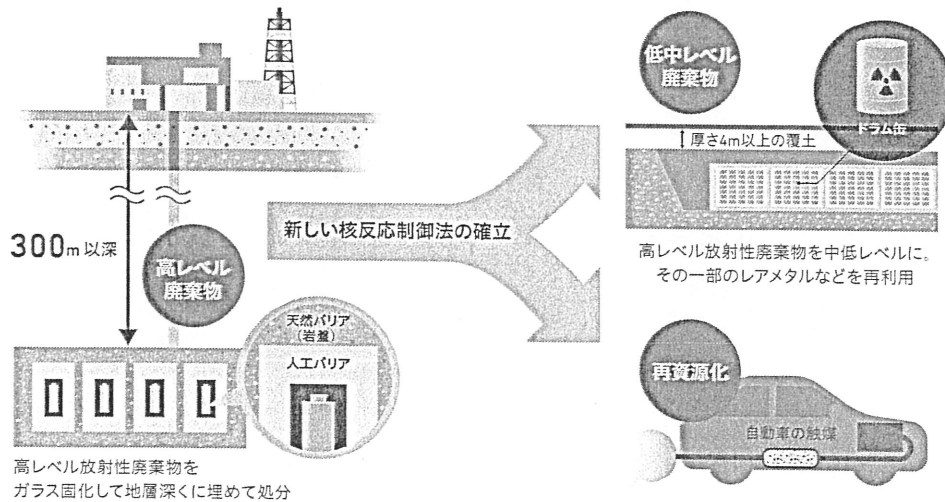 300m以深
高レベル
廃棄物
天然バリア
(岩盤)
人工バリア
高レベル放射性廃棄物を
ガラス固化して地層深くに埋めて処分
新しい核反応制御法の確立
低中レベル
廃棄物
ドラム缶
厚さ4m以上の覆土
高レベル放射性廃棄物を中低レベルに。
その一部のレアメタルなどを再利用
再資源化
自動車の触媒